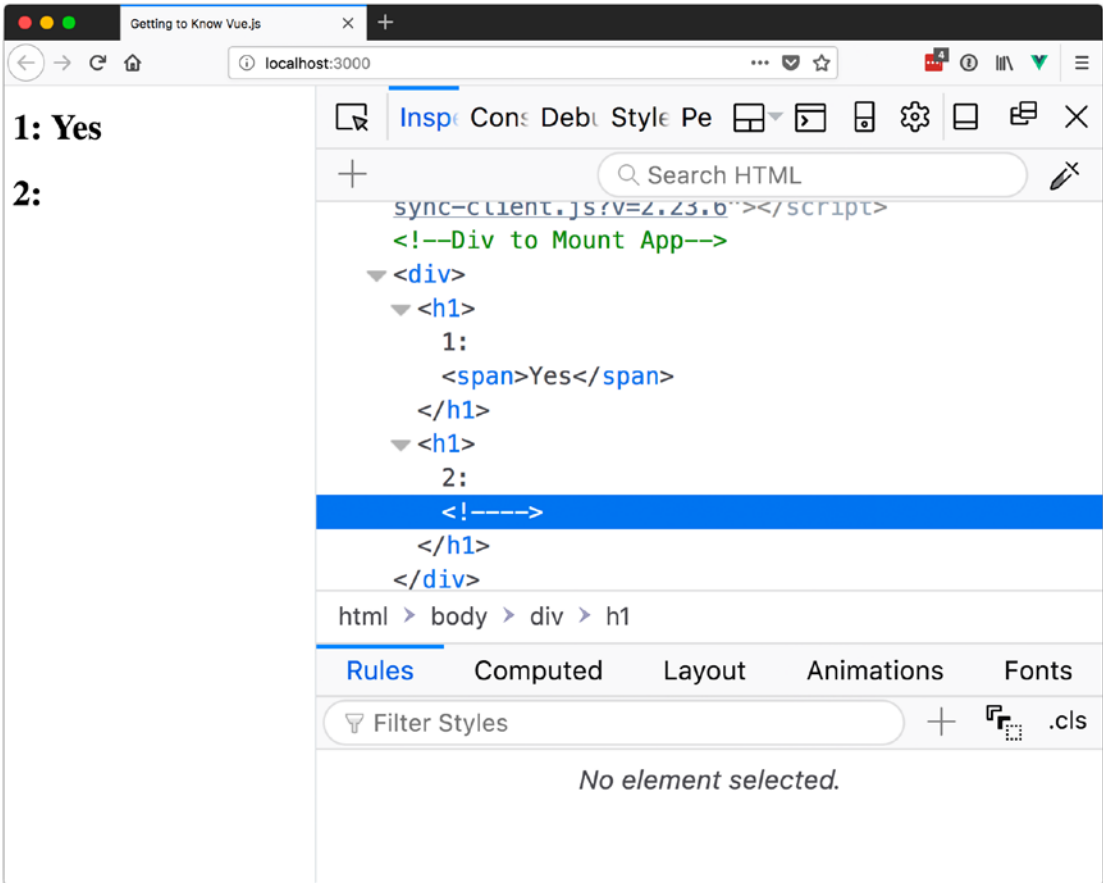 Getting to Know Vue.js
localhost:3000
4
1: Yes
2:
Insp Cons Debu Style Pe
Search HTML
sync-client.js?v=2.23.6"></script>
<!--Div to Mount App-->
<div>
<h1>
1:
<span>Yes</span>
</h1>
<h1>
2:
<!---->
</h1>
</div>
html > body > div > h1
Rules Computed Layout Animations Fonts
Filter Styles .cls
No element selected.